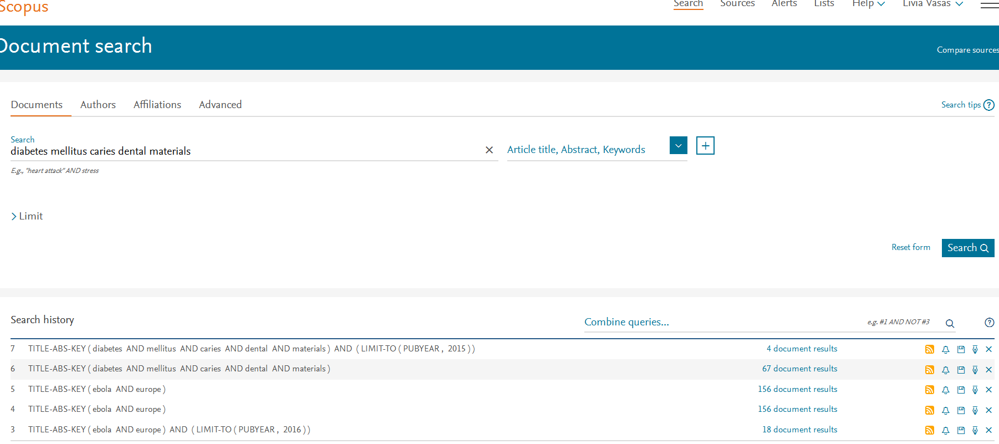 Scopus
Search Sources Alerts Lists Help Livia Vasas
Document search
Compare sources
Documents Authors Affiliations Advanced
Search tips ?
Search
diabetes mellitus caries dental materials
Article title, Abstract, Keywords
E.g., "heart attack" AND stress
Limit
Reset form Search
Search history
Combine queries... e.g. #1 AND NOT #3
?
7 TITLE-ABS-KEY ( diabetes AND mellitus AND caries AND dental AND materials ) AND ( LIMIT-TO ( PUBYEAR , 2015 ) ) 4 document results
6 TITLE-ABS-KEY ( diabetes AND mellitus AND caries AND dental AND materials ) 67 document results
5 TITLE-ABS-KEY ( ebola AND europe ) 156 document results
4 TITLE-ABS-KEY ( ebola AND europe ) 156 document results
3 TITLE-ABS-KEY ( ebola AND europe ) AND ( LIMIT-TO ( PUBYEAR , 2016 ) ) 18 document results